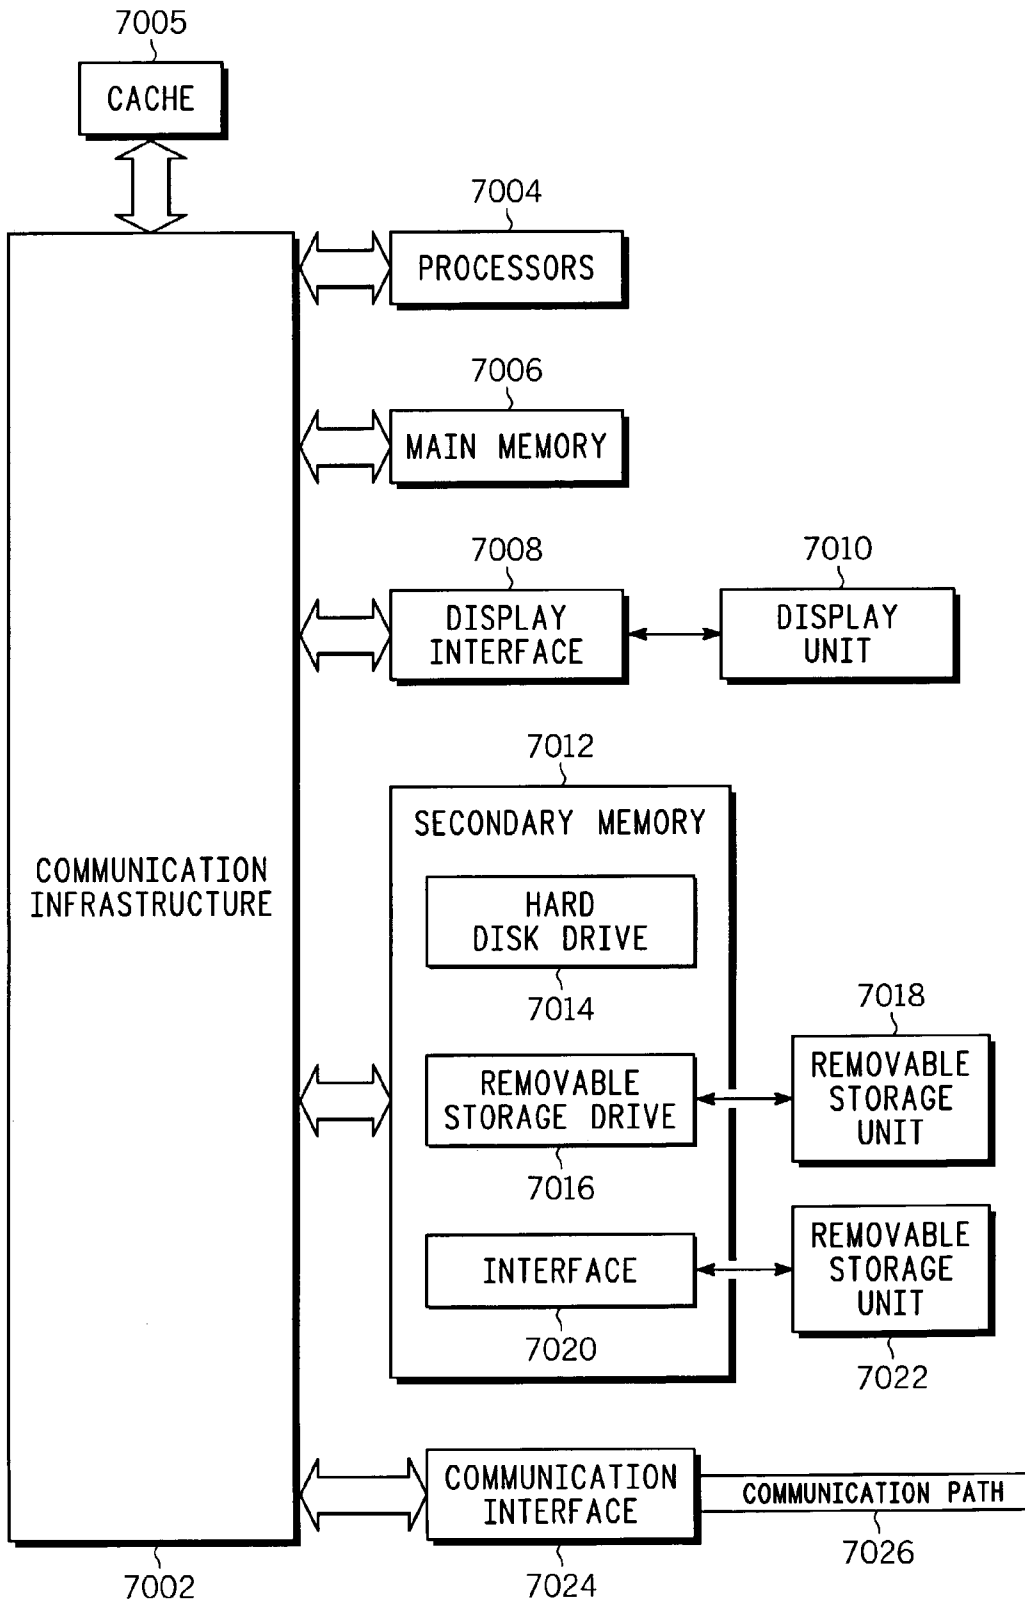 7005
CACHE
7004
PROCESSORS
7006
MAIN MEMORY
7008
DISPLAY
INTERFACE
7010
DISPLAY
UNIT
7012
SECONDARY MEMORY
HARD
DISK DRIVE
7014
COMMUNICATION
INFRASTRUCTURE
REMOVABLE
STORAGE DRIVE
7016
7018
REMOVABLE
STORAGE
UNIT
INTERFACE
7020
REMOVABLE
STORAGE
UNIT
7022
COMMUNICATION
INTERFACE
7024
COMMUNICATION PATH
7026
7002